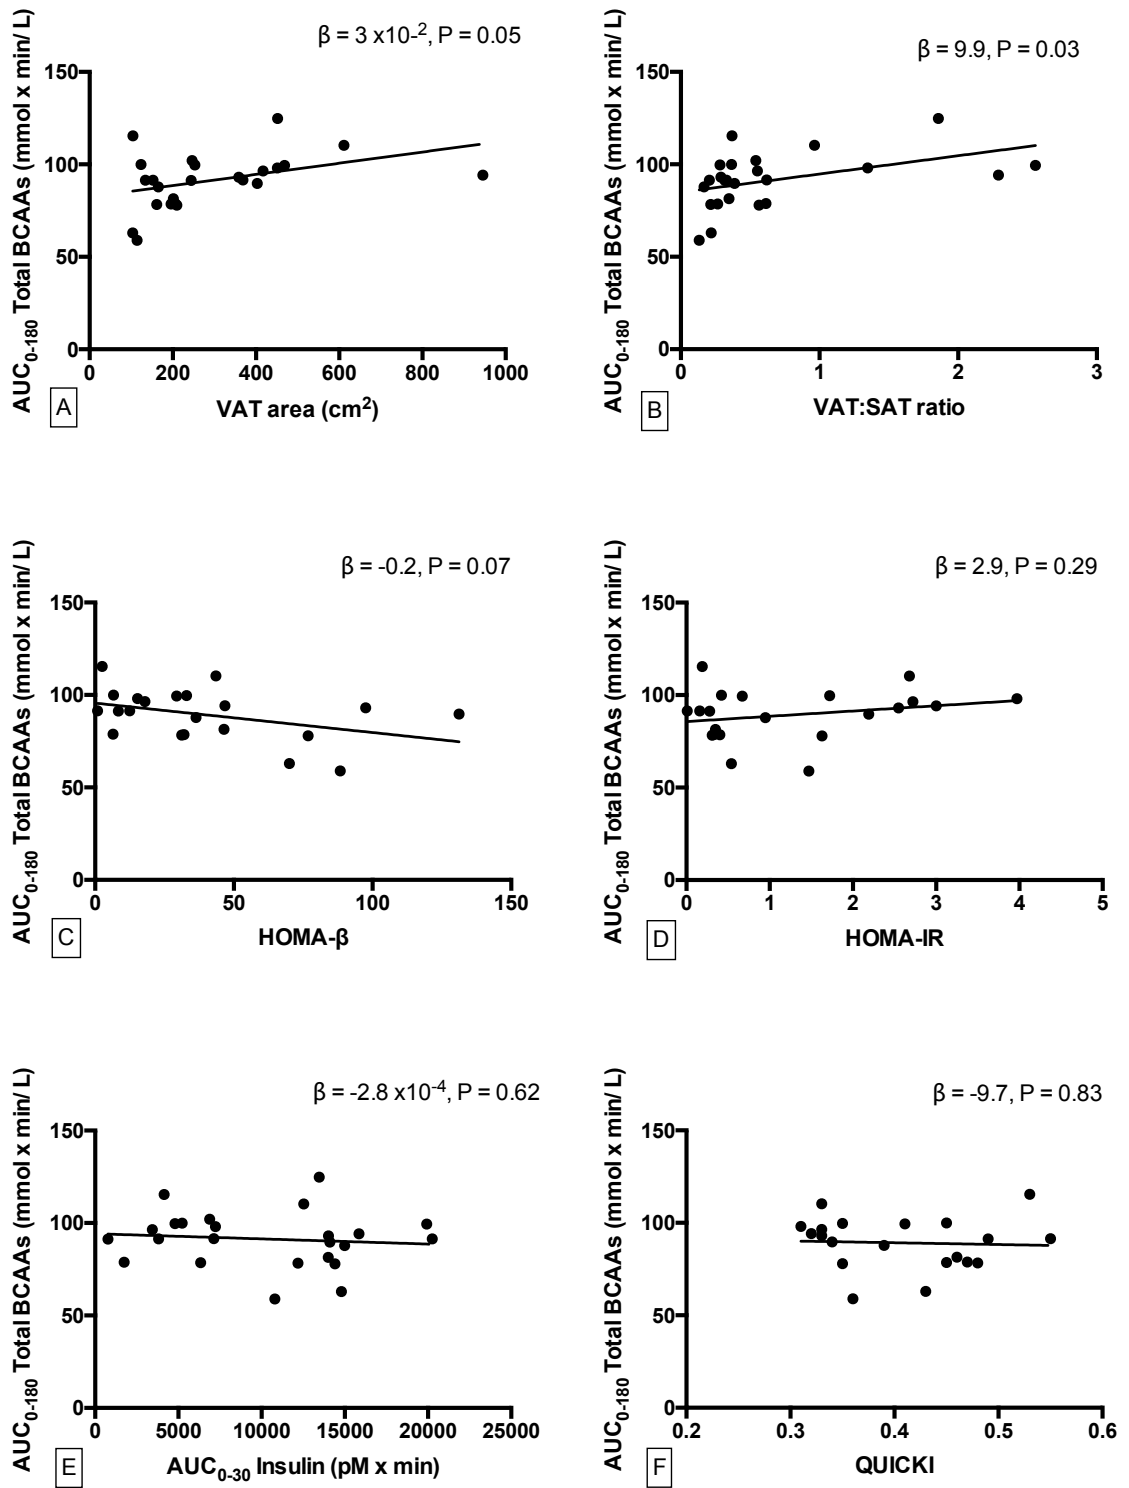 β = 3 x10-2, P = 0.05
AUC0-180 Total BCAAs (mmol x min/ L)
150
100
50
0
0 200 400 600 800 1000
VAT area (cm2)
A
β = 9.9, P = 0.03
AUC0-180 Total BCAAs (mmol x min/ L)
150
100
50
0
0 1 2 3
VAT:SAT ratio
B
β = -0.2, P = 0.07
AUC0-180 Total BCAAs (mmol x min/ L)
150
100
50
0
0 50 100 150
HOMA-β
C
β = 2.9, P = 0.29
AUC0-180 Total BCAAs (mmol x min/ L)
150
100
50
0
0 1 2 3 4 5
HOMA-IR
D
β = -2.8 x10-4, P = 0.62
AUC0-180 Total BCAAs (mmol x min/ L)
150
100
50
0
0 5000 10000 15000 20000 25000
AUC0-30 Insulin (pM x min)
E
β = -9.7, P = 0.83
AUC0-180 Total BCAAs (mmol x min/ L)
150
100
50
0
0.2 0.3 0.4 0.5 0.6
QUICKI
F